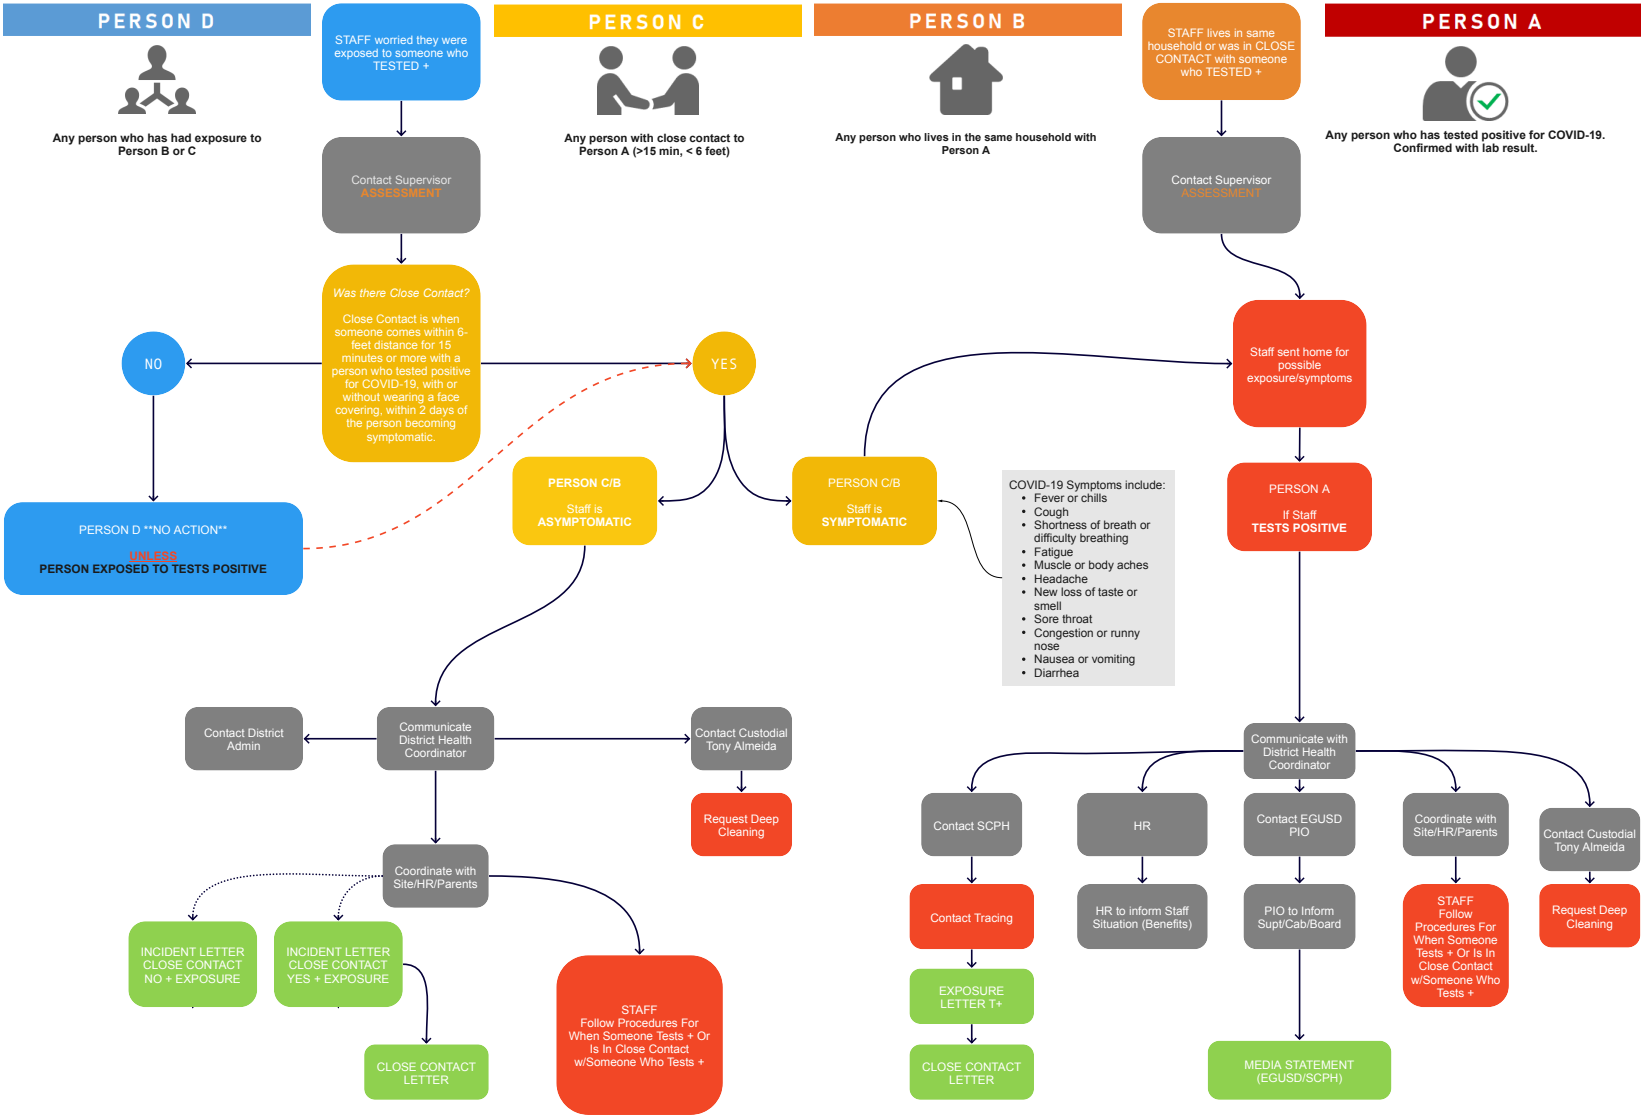 PERSON D
Any person who has had exposure to
Person B or C
STAFF worried they were
exposed to someone who
TESTED +
PERSON C
Any person with close contact to
Person A (>15 min, < 6 feet)
PERSON B
Any person who lives in the same household with
Person A
STAFF lives in same
household or was in CLOSE
CONTACT with someone
who TESTED +
PERSON A
Any person who has tested positive for COVID-19.
Confirmed with lab result.
Contact Supervisor
ASSESSMENT
Contact Supervisor
ASSESSMENT
Was there Close Contact?
Close Contact is when
someone comes within 6-
feet distance for 15
minutes or more with a
person who tested positive
for COVID-19, with or
without wearing a face
covering, within 2 days of
the person becoming
symptomatic.
NO
YES
Staff sent home for
possible
exposure/symptoms
PERSON D **NO ACTION**
UNLESS
PERSON EXPOSED TO TESTS POSITIVE
PERSON C/B
Staff is
ASYMPTOMATIC
PERSON C/B
Staff is
SYMPTOMATIC
COVID-19 Symptoms include:
• Fever or chills
• Cough
• Shortness of breath or
difficulty breathing
• Fatigue
• Muscle or body aches
• Headache
• New loss of taste or
smell
• Sore throat
• Congestion or runny
nose
• Nausea or vomiting
• Diarrhea
PERSON A
If Staff
TESTS POSITIVE
Contact District
Admin
Communicate
District Health
Coordinator
Contact Custodial
Tony Almeida
Request Deep
Cleaning
Coordinate with
Site/HR/Parents
INCIDENT LETTER
CLOSE CONTACT
NO + EXPOSURE
INCIDENT LETTER
CLOSE CONTACT
YES + EXPOSURE
CLOSE CONTACT
LETTER
STAFF
Follow Procedures For
When Someone Tests + Or
Is In Close Contact
w/Someone Who Tests +
Communicate with
District Health
Coordinator
Contact SCPH
HR
Contact EGUSD
PIO
Coordinate with
Site/HR/Parents
Contact Custodial
Tony Almeida
Contact Tracing
HR to inform Staff
Situation (Benefits)
PIO to Inform
Supt/Cab/Board
STAFF
Follow
Procedures For
When Someone
Tests + Or Is In
Close Contact
w/Someone Who
Tests +
Request Deep
Cleaning
EXPOSURE
LETTER T+
CLOSE CONTACT
LETTER
MEDIA STATEMENT
(EGUSD/SCPH)